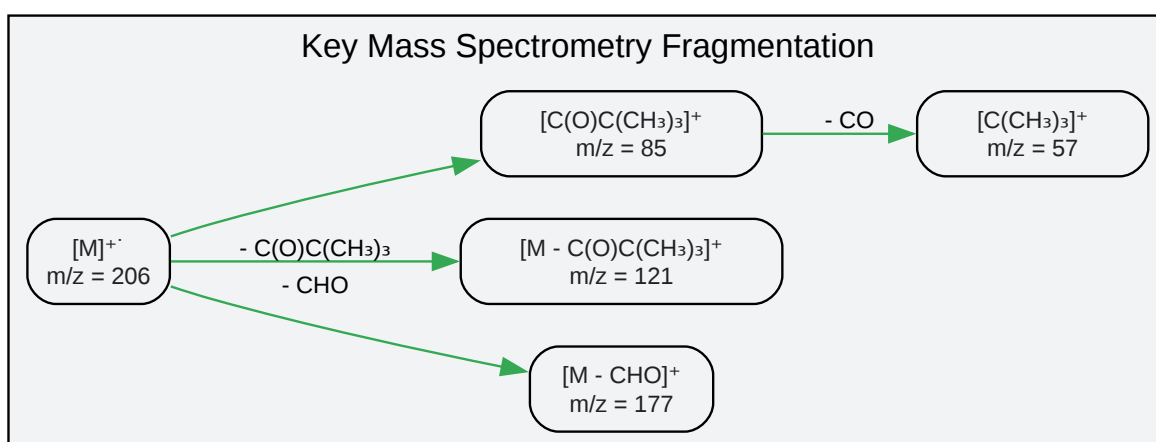 Key Mass Spectrometry Fragmentation
[C(O)C(CH₃)₃]⁺
m/z = 85
- CO
[C(CH₃)₃]⁺
m/z = 57
[M]⁺˙
m/z = 206
- C(O)C(CH₃)₃
[M - C(O)C(CH₃)₃]⁺
m/z = 121
- CHO
[M - CHO]⁺
m/z = 177